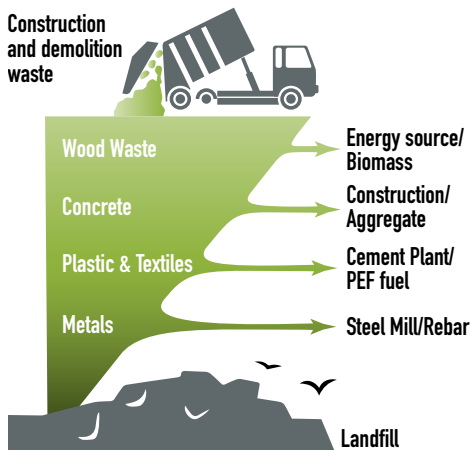 Construction
and demolition
waste
Wood Waste
Energy source/
Biomass
Concrete
Construction/
Aggregate
Plastic & Textiles
Cement Plant/
PEF fuel
Metals
Steel Mill/Rebar
Landfill